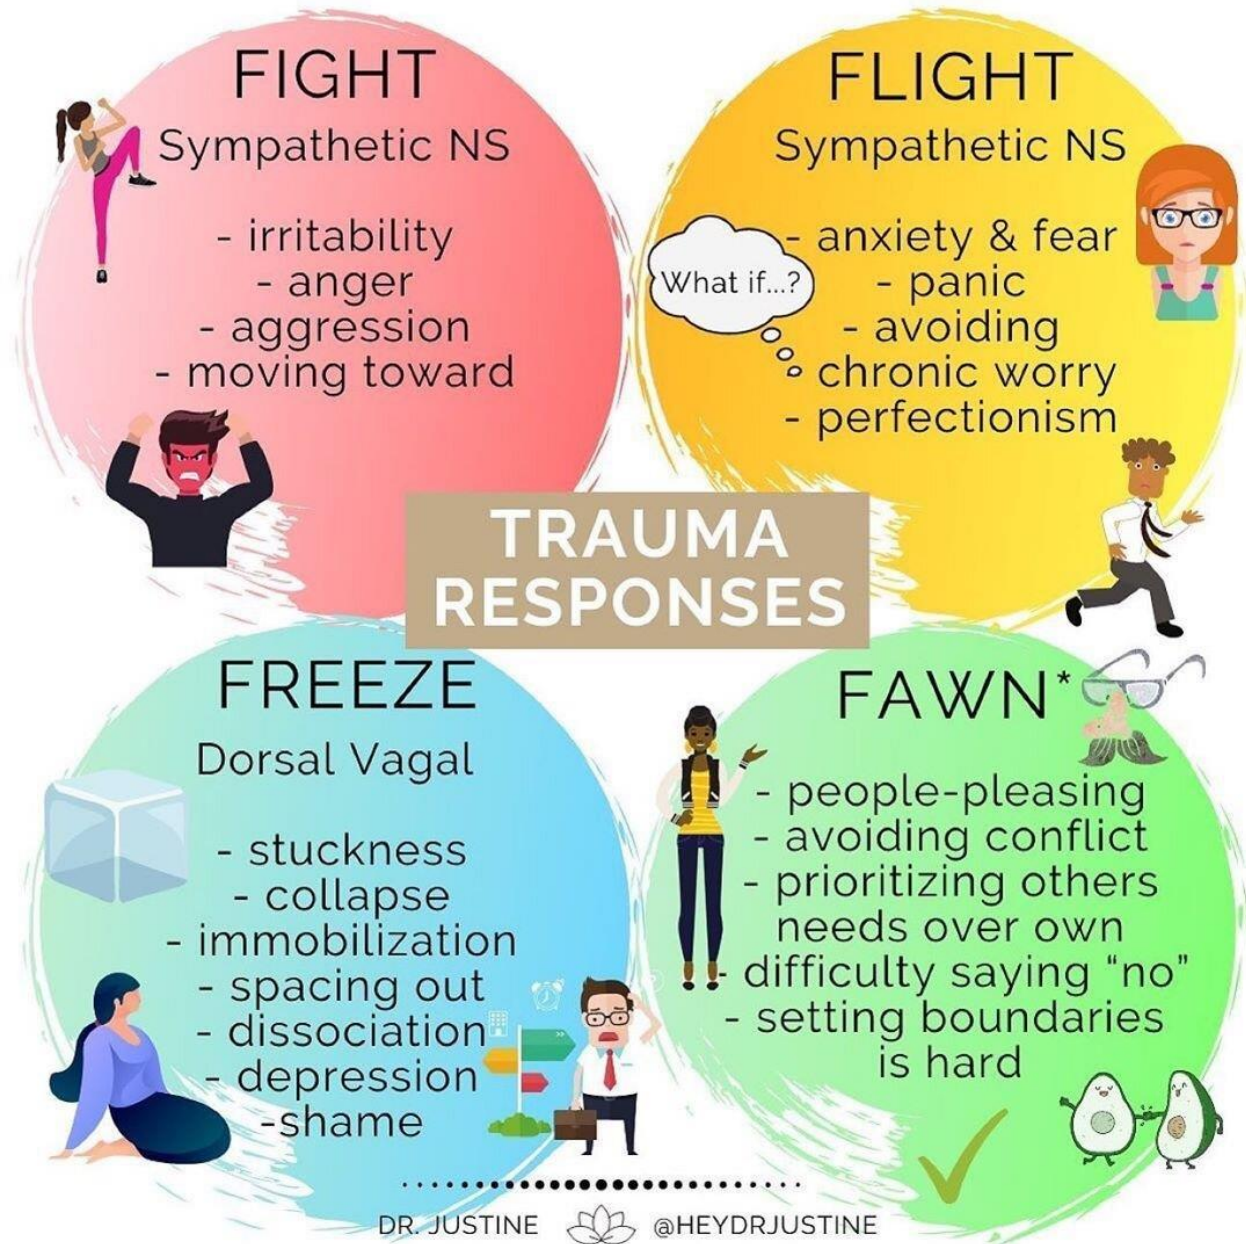 FIGHT
Sympathetic NS
- irritability
- anger
- aggression
- moving toward
FLIGHT
Sympathetic NS
What if...?
- anxiety & fear
- panic
- avoiding
chronic worry
- perfectionism
TRAUMA
RESPONSES
FREEZE
Dorsal Vagal
- stuckness
- collapse
- immobilization
- spacing out
- dissociation
- depression
-shame
FAWN*
- people-pleasing
- avoiding conflict
- prioritizing others
needs over own
- difficulty saying “no”
- setting boundaries
is hard
DR. JUSTINE @HEYDRJUSTINE